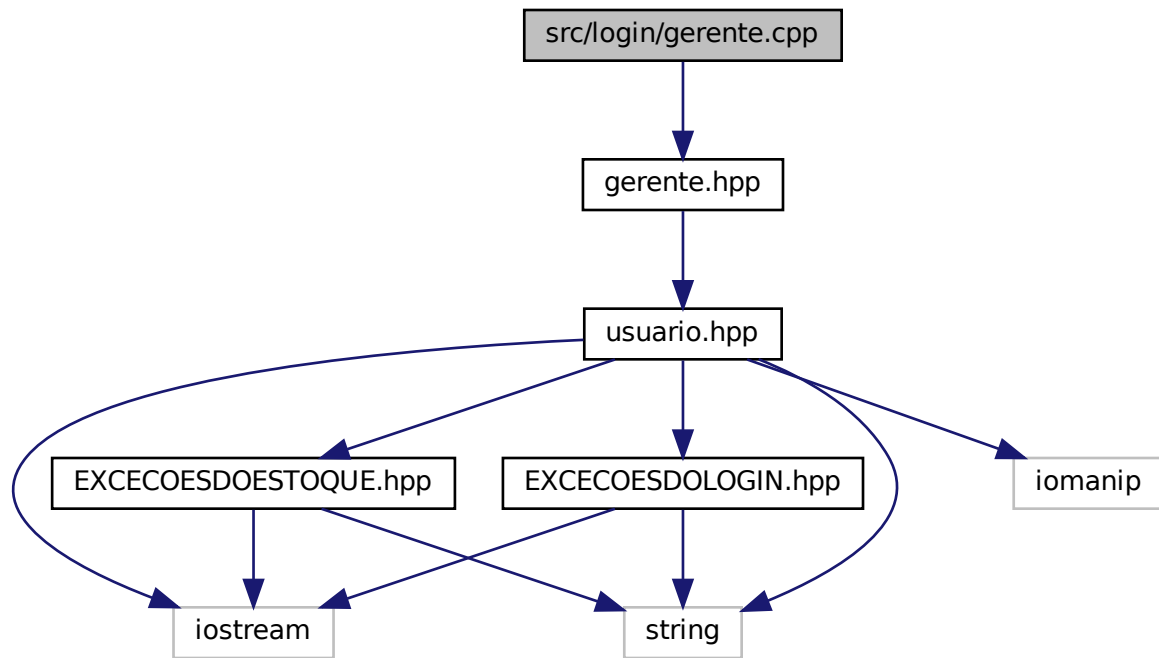 src/login/gerente.cpp
gerente.hpp
usuario.hpp
EXCECOESDOESTOQUE.hpp
EXCECOESDOLOGIN.hpp
iomanip
iostream
string